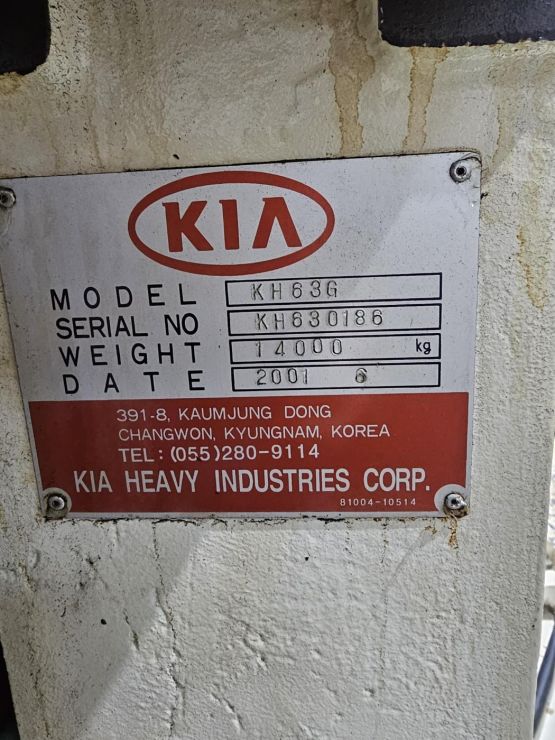 KIA
MODEL KH63G
SERIAL NO KH630186
WEIGHT 14000 kg
DATE 2001 6
391-8, KAUMJUNG DONG
CHANGWON, KYUNGNAM, KOREA
TEL: (055)280-9114
KIA HEAVY INDUSTRIES CORP.
81004-10514